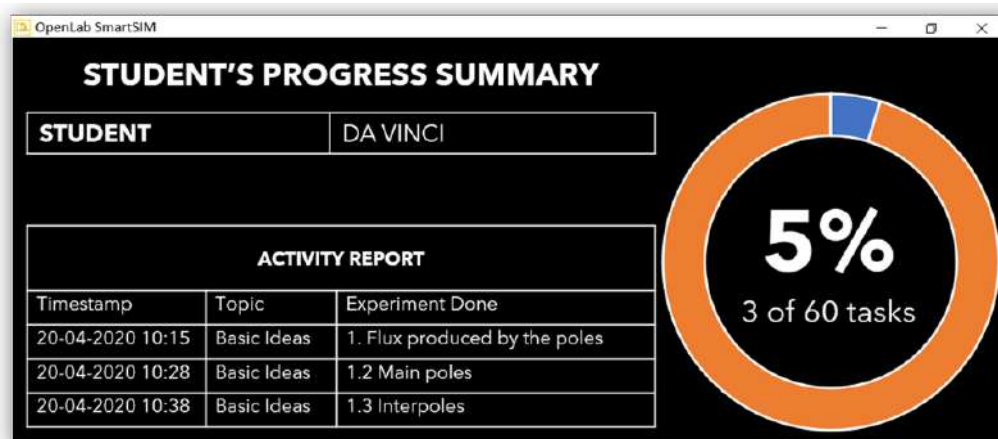 OpenLab SmartSIM
STUDENT'S PROGRESS SUMMARY
STUDENT DA VINCI
ACTIVITY REPORT
Timestamp Topic Experiment Done
20-04-2020 10:15 Basic Ideas 1. Flux produced by the poles
20-04-2020 10:28 Basic Ideas 1.2 Main poles
20-04-2020 10:38 Basic Ideas 1.3 Interpoles
5%
3 of 60 tasks